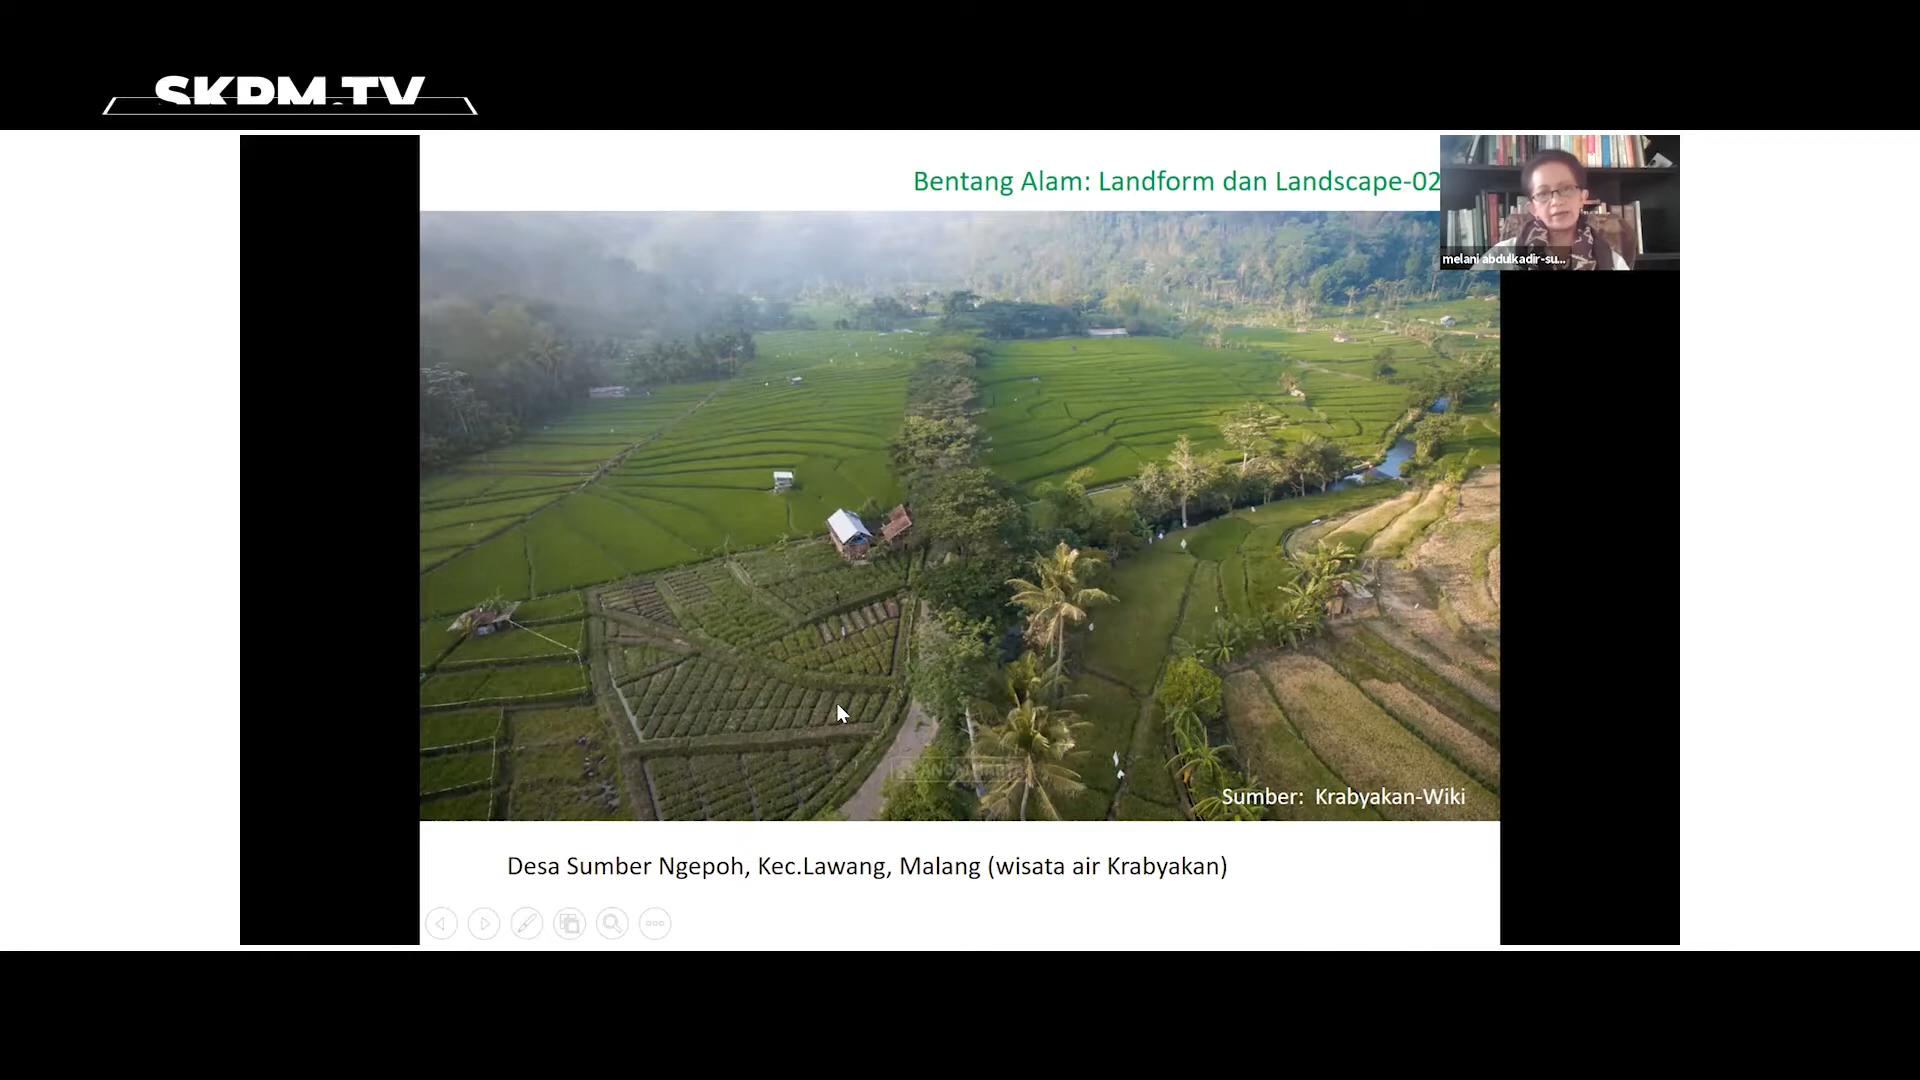 SKPM.TV
Bentang Alam: Landform dan Landscape-02
melani abdulkadir-su...
Sumber: Krabyakan-Wiki
Desa Sumber Ngepoh, Kec.Lawang, Malang (wisata air Krabyakan)